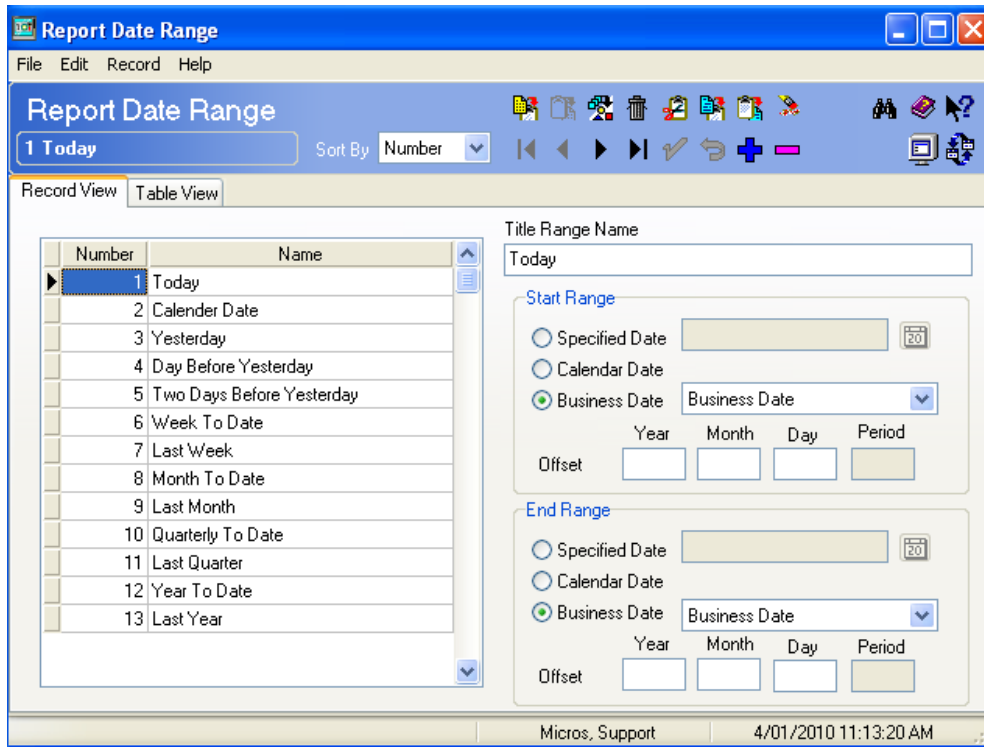 Report Date Range
File Edit Record Help
Report Date Range
1 Today
Sort By Number
Record View Table View
Number Name
1 Today
2 Calender Date
3 Yesterday
4 Day Before Yesterday
5 Two Days Before Yesterday
6 Week To Date
7 Last Week
8 Month To Date
9 Last Month
10 Quarterly To Date
11 Last Quarter
12 Year To Date
13 Last Year
Title Range Name
Today
Start Range
Specified Date 20
Calendar Date
Business Date Business Date
Year Month Day Period
Offset
End Range
Specified Date 20
Calendar Date
Business Date Business Date
Year Month Day Period
Offset
Micros, Support 4/01/2010 11:13:20 AM